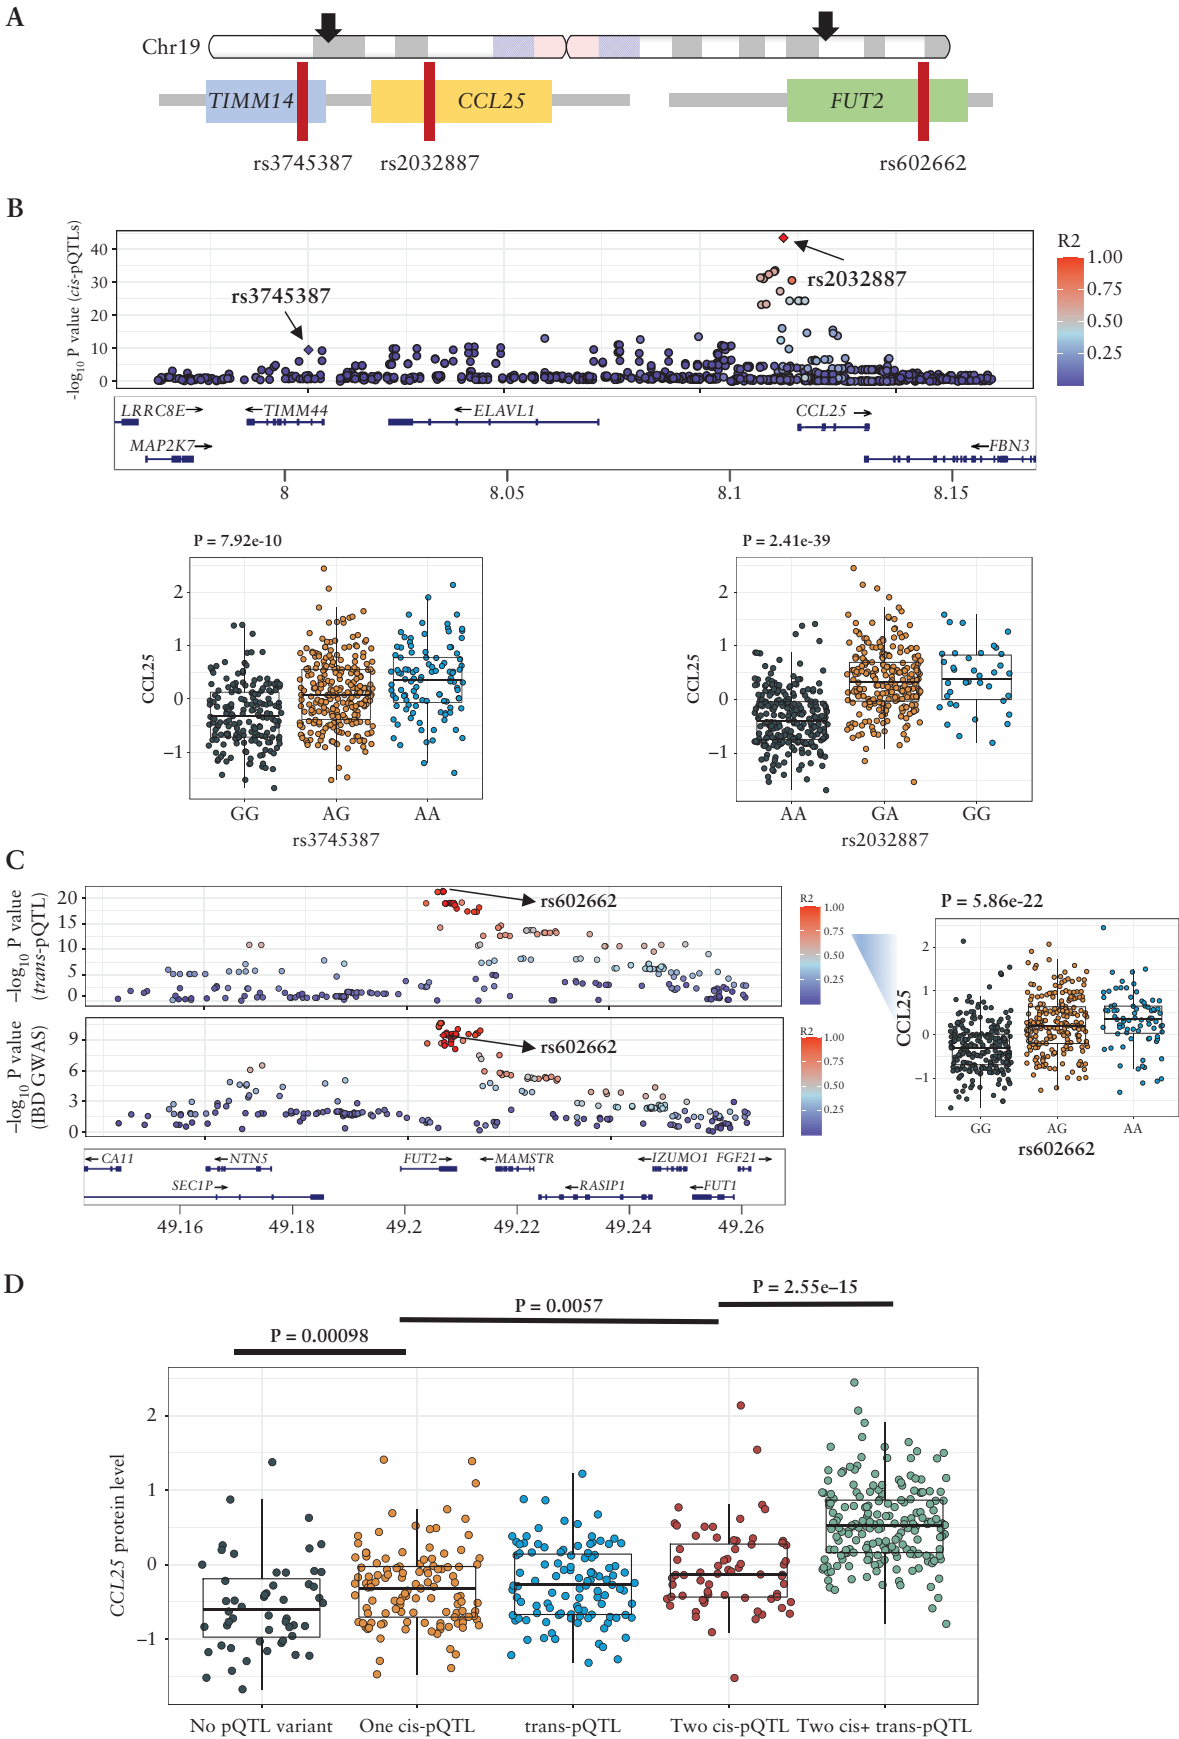 A
Chr19
TIMM14
CCL25
FUT2
rs3745387
rs2032887
rs602662
B
-log10 P value (cis-pQTLs)
40
30
20
10
0
rs3745387
rs2032887
R2
1.00
0.75
0.50
0.25
LRRC8E
TIMM44
ELAVL1
CCL25
MAP2K7
FBN3
8
8.05
8.1
8.15
P = 7.92e-10
CCL25
2
1
0
−1
GG
AG
AA
rs3745387
P = 2.41e-39
CCL25
2
1
0
−1
AA
GA
GG
rs2032887
C
−log10 P value
(trans-pQTL)
20
15
10
5
0
rs602662
R2
1.00
0.75
0.50
0.25
−log10 P value
(IBD GWAS)
9
6
3
0
rs602662
R2
1.00
0.75
0.50
0.25
CA11
NTN5
FUT2
MAMSTR
IZUMO1
FGF21
SEC1P
RASIP1
FUT1
49.16
49.18
49.2
49.22
49.24
49.26
P = 5.86e-22
CCL25
2
1
0
−1
GG
AG
AA
rs602662
D
P = 0.00098
P = 0.0057
P = 2.55e−15
CCL25 protein level
2
1
0
−1
No pQTL variant
One cis-pQTL
trans-pQTL
Two cis-pQTL
Two cis+ trans-pQTL